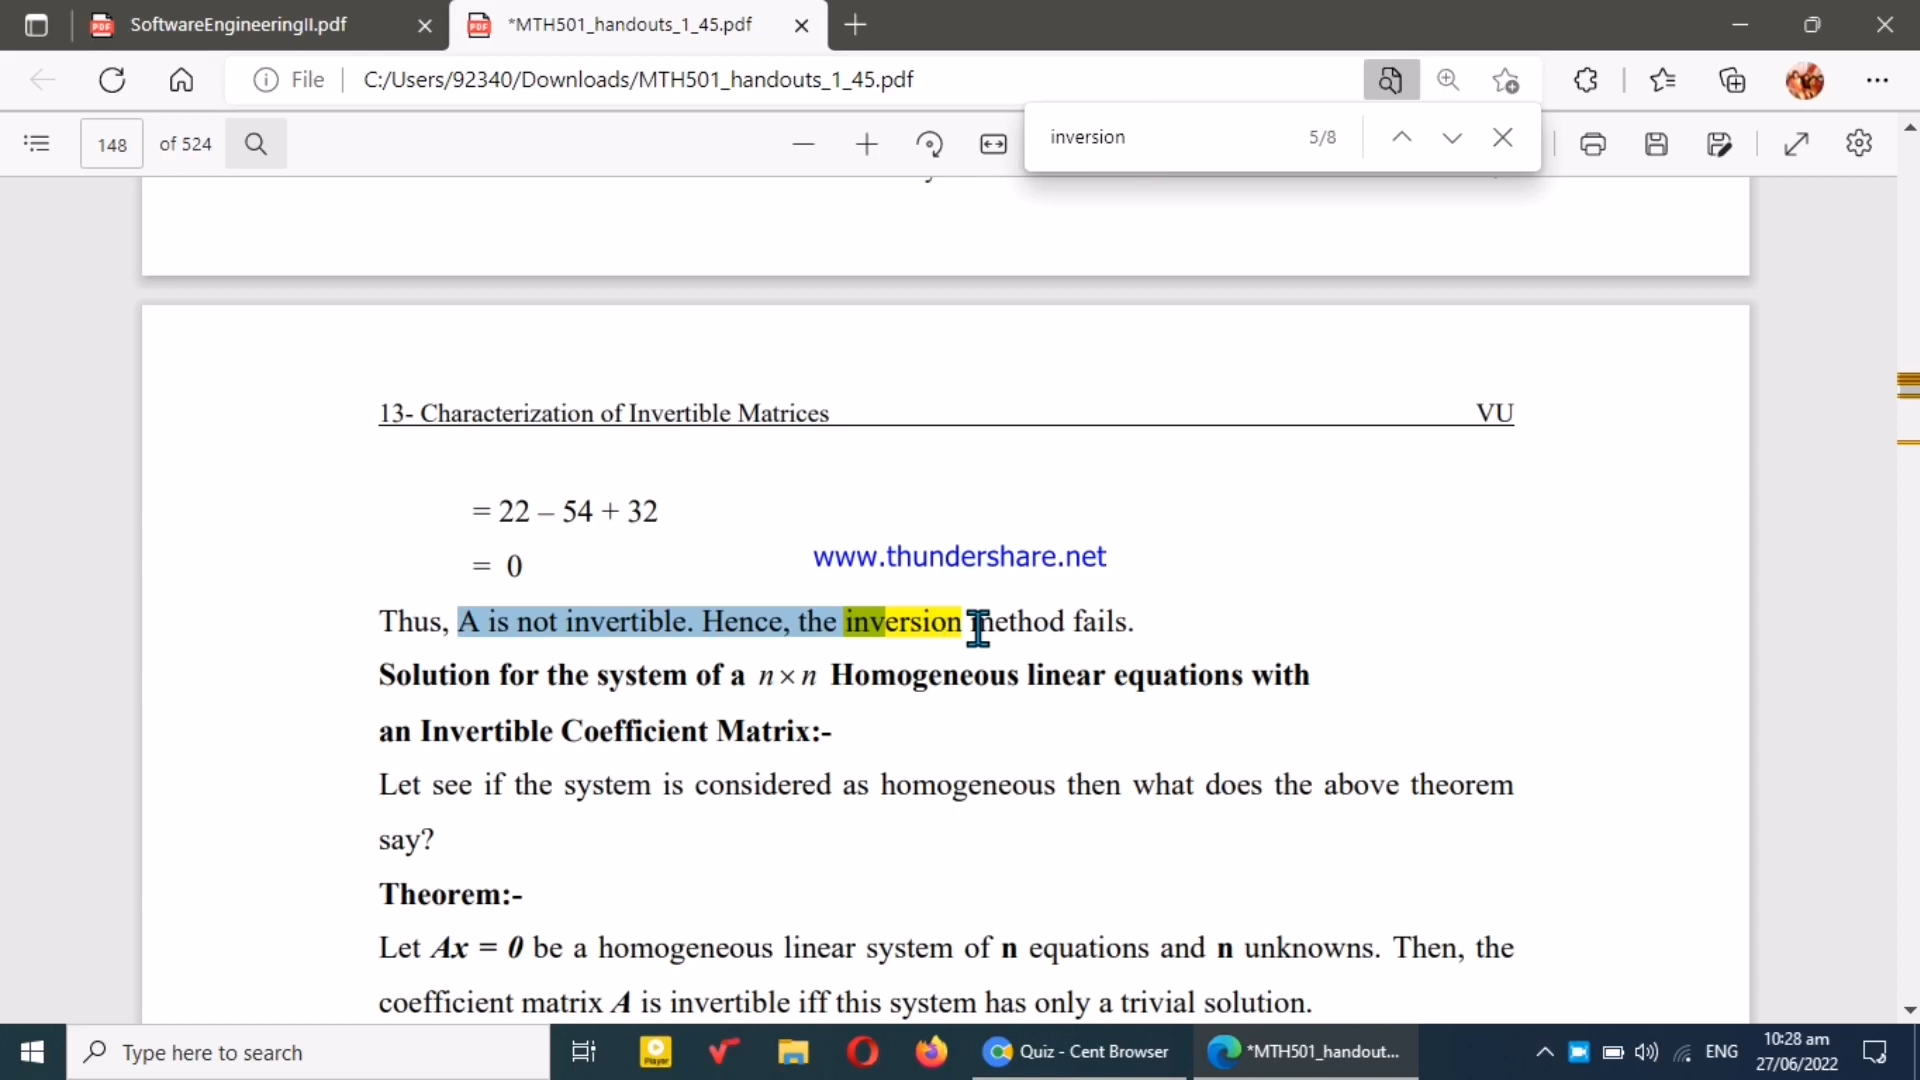 SoftwareEngineeringII.pdf
*MTH501_handouts_1_45.pdf
File
C:/Users/92340/Downloads/MTH501_handouts_1_45.pdf
148 of 524
inversion 5/8
13- Characterization of Invertible Matrices VU
= 22 – 54 + 32
= 0
www.thundershare.net
Thus, A is not invertible. Hence, the inversion method fails.
Solution for the system of a n×n Homogeneous linear equations with
an Invertible Coefficient Matrix:-
Let see if the system is considered as homogeneous then what does the above theorem
say?
Theorem:-
Let Ax = 0 be a homogeneous linear system of n equations and n unknowns. Then, the
coefficient matrix A is invertible iff this system has only a trivial solution.
Type here to search
Player
Quiz - Cent Browser
*MTH501_handout...
ENG
10:28 am
27/06/2022